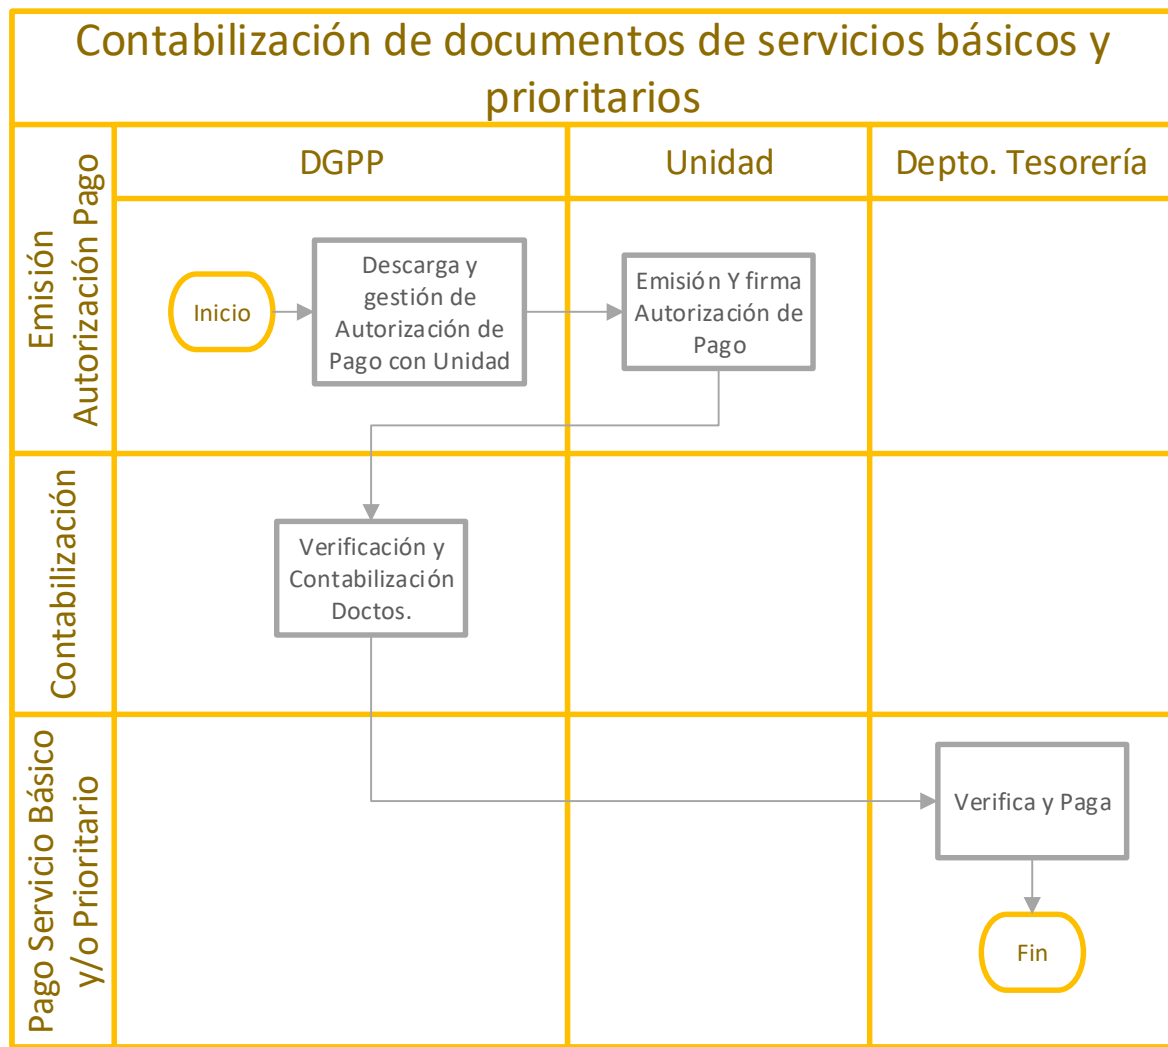 Contabilización de documentos de servicios básicos y
prioritarios
DGPP
Unidad
Depto. Tesorería
Emisión
Autorización Pago
Inicio
Descarga y
gestión de
Autorización de
Pago con Unidad
Emisión Y firma
Autorización de
Pago
Contabilización
Verificación y
Contabilización
Doctos.
Pago Servicio Básico
y/o Prioritario
Verifica y Paga
Fin